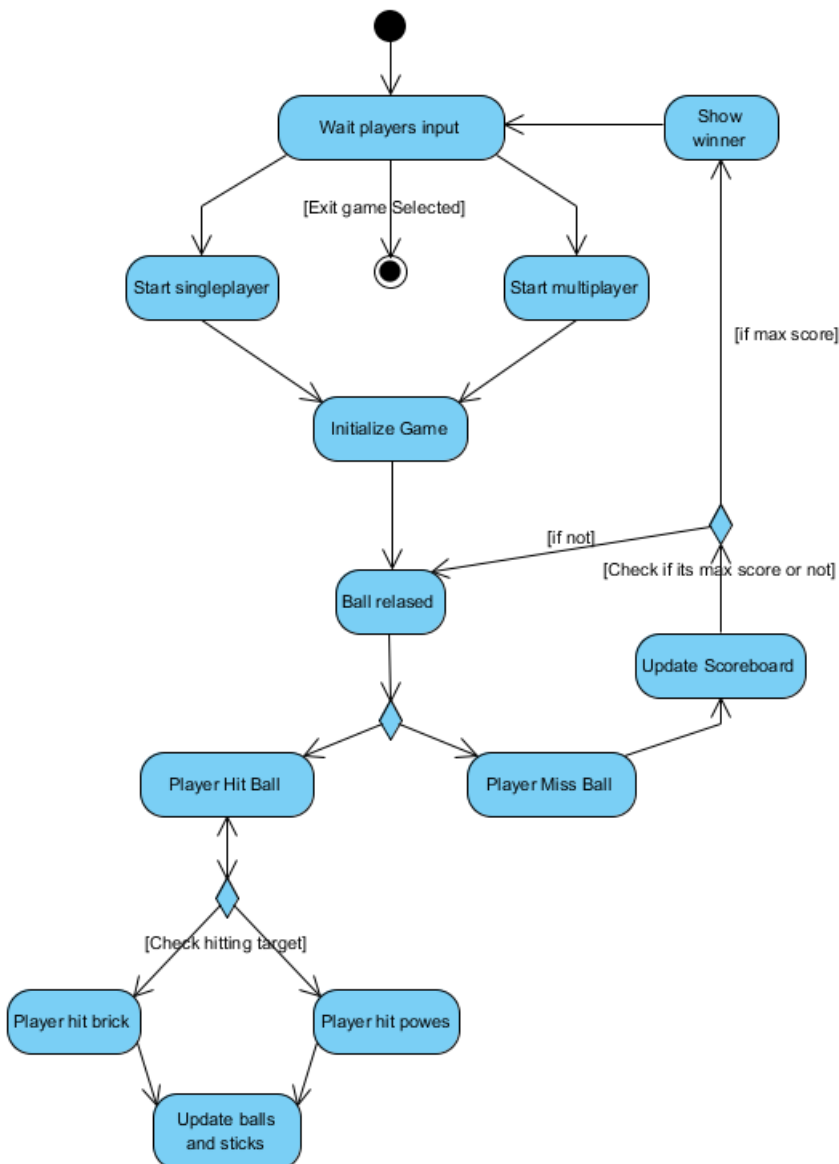 Wait players input
Show
winner
[Exit game Selected]
Start singleplayer
Start multiplayer
[if max score]
Initialize Game
[if not]
[Check if its max score or not]
Ball relased
Update Scoreboard
Player Hit Ball
Player Miss Ball
[Check hitting target]
Player hit brick
Player hit powes
Update balls
and sticks